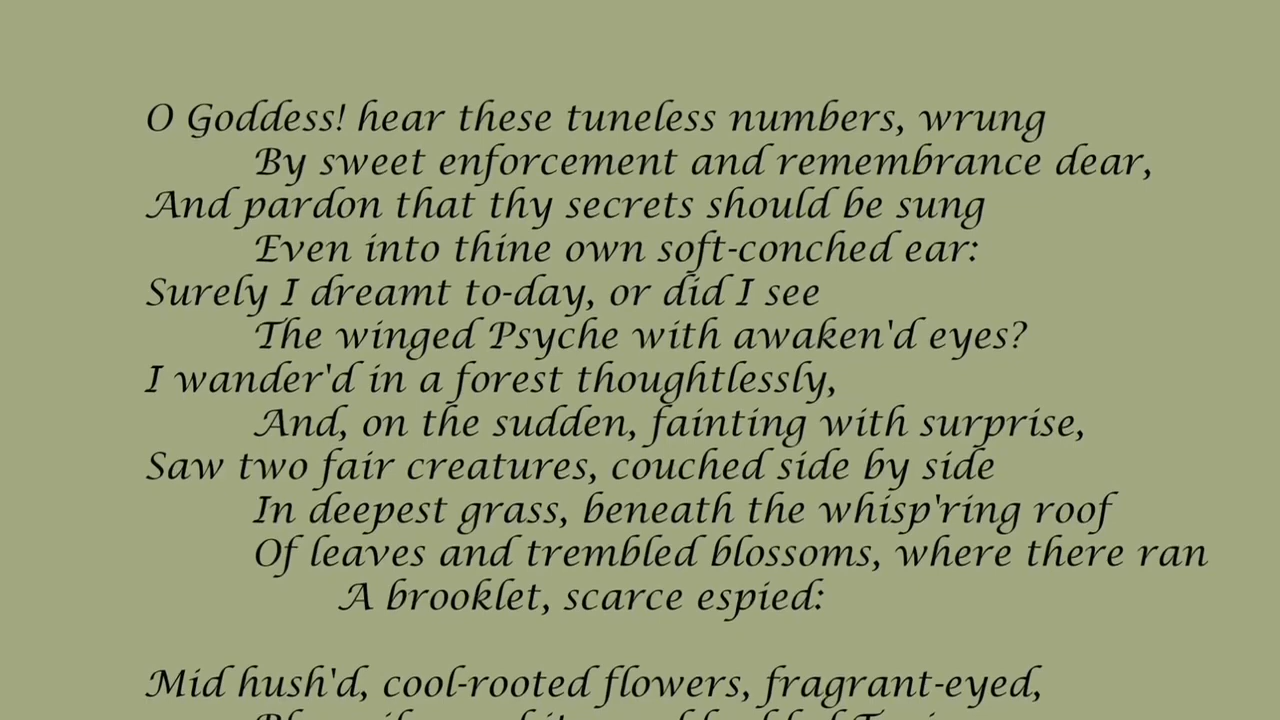 O Goddess! hear these tuneless numbers, wrung
By sweet enforcement and remembrance dear,
And pardon that thy secrets should be sung
Even into thine own soft-conched ear:
Surely I dreamt to-day, or did I see
The winged Psyche with awaken'd eyes?
I wander'd in a forest thoughtlessly,
And, on the sudden, fainting with surprise,
Saw two fair creatures, couched side by side
In deepest grass, beneath the whisp'ring roof
Of leaves and trembled blossoms, where there ran
A brooklet, scarce espied:
Mid hush'd, cool-rooted flowers, fragrant-eyed,